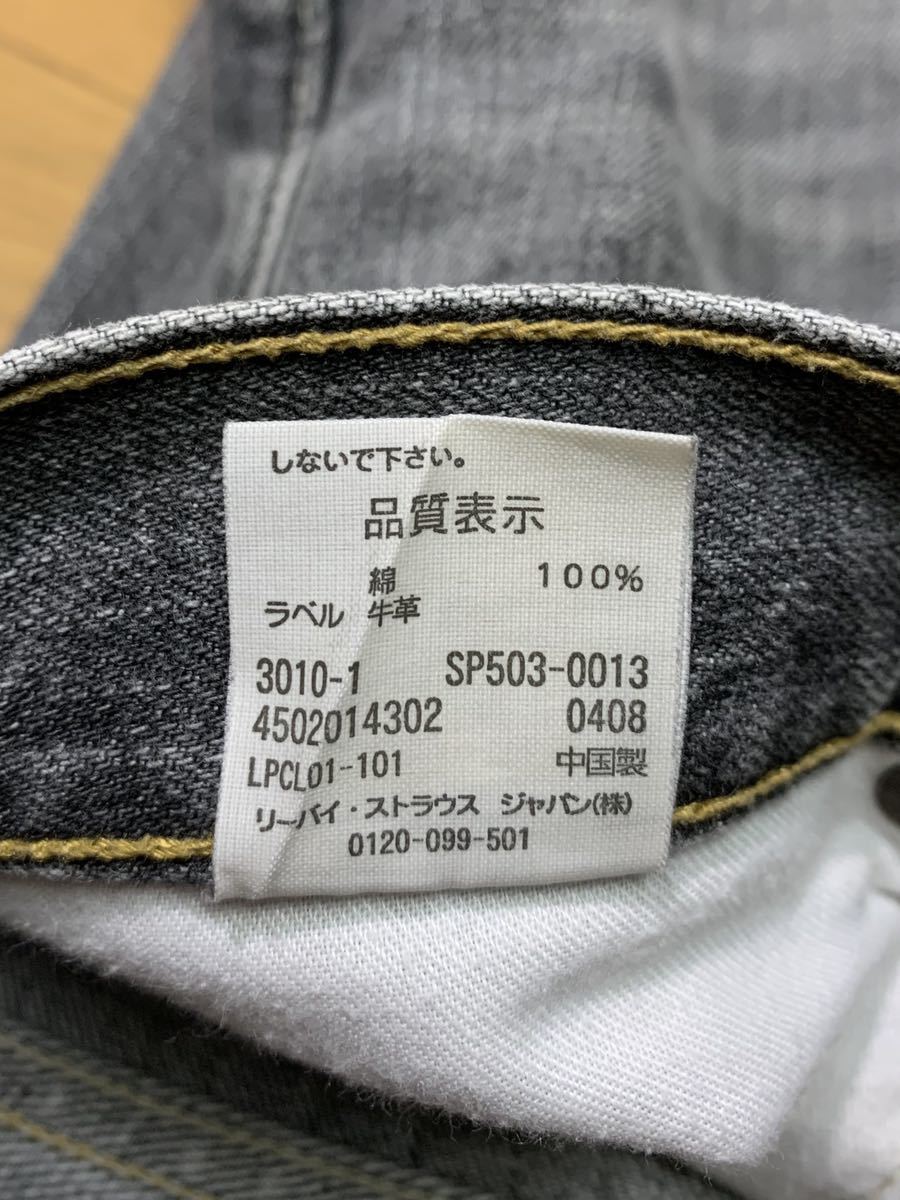 しないで下さい。
品質表示
綿 100%
ラベル 牛革
3010-1 SP503-0013
4502014302 0408
LPCL01-101 中国製
リーバイ・ストラウス ジャパン(株)
0120-099-501